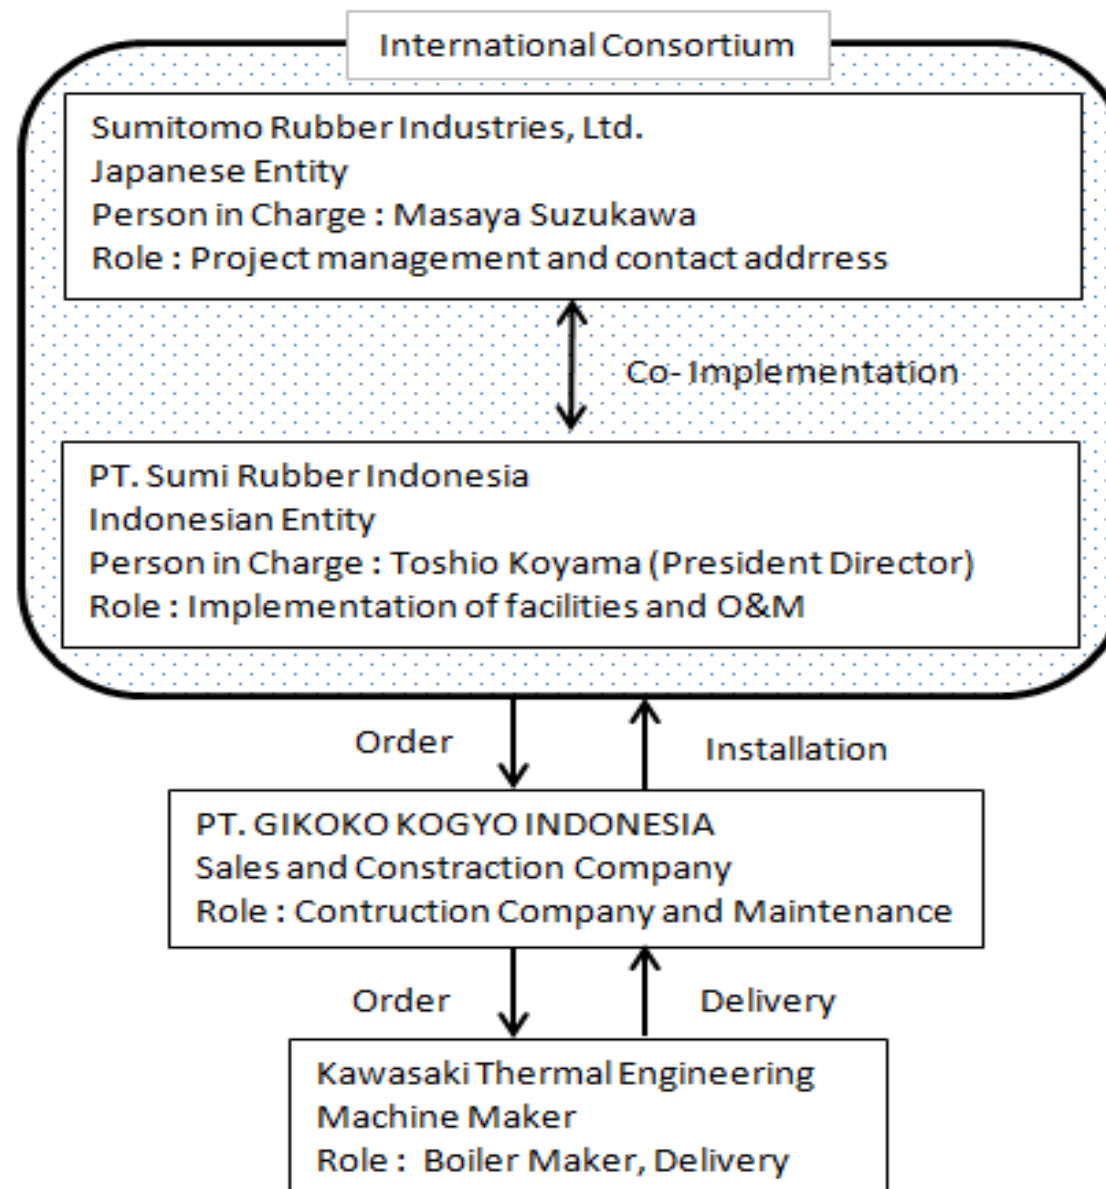 International Consortium
Sumitomo Rubber Industries, Ltd.
Japanese Entity
Person in Charge : Masaya Suzukawa
Role : Project management and contact addrress
Co- Implementation
PT. Sumi Rubber Indonesia
Indonesian Entity
Person in Charge : Toshio Koyama (President Director)
Role : Implementation of facilities and O&M
Order
Installation
PT. GIKOKO KOGYO INDONESIA
Sales and Constraction Company
Role : Contruction Company and Maintenance
Order
Delivery
Kawasaki Thermal Engineering
Machine Maker
Role :  Boiler Maker, Delivery